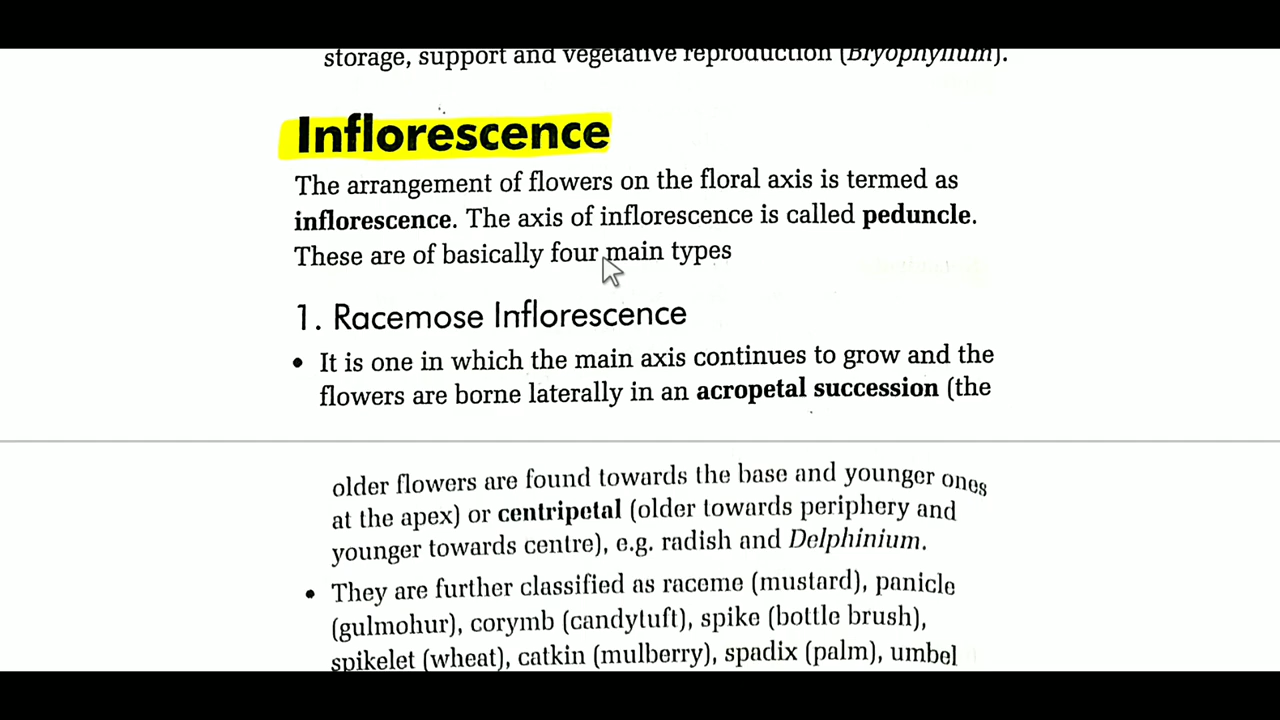 storage, support and vegetative reproduction (Bryophyllum).
Inflorescence
The arrangement of flowers on the floral axis is termed as
inflorescence. The axis of inflorescence is called peduncle.
These are of basically four main types
1. Racemose Inflorescence
• It is one in which the main axis continues to grow and the
flowers are borne laterally in an acropetal succession (the
older flowers are found towards the base and younger ones
at the apex) or centripetal (older towards periphery and
younger towards centre), e.g. radish and Delphinium.
• They are further classified as raceme (mustard), panicle
(gulmohur), corymb (candytuft), spike (bottle brush),
spikelet (wheat), catkin (mulberry), spadix (palm), umbel